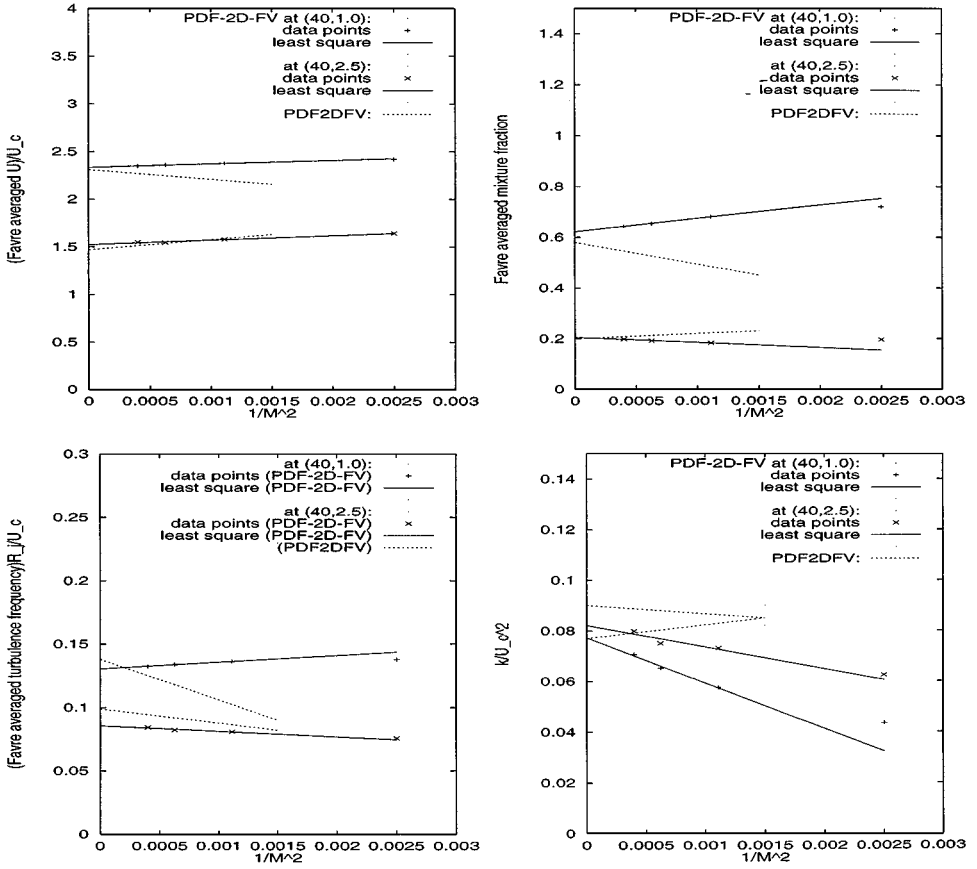 4
3.5
3
2.5
2
1.5
1
0.5
0
0 0.0005 0.001 0.0015 0.002 0.0025 0.003
1/M^2
(Favre averaged U)/U_c
PDF-2D-FV at (40,1.0):
data points
least square
at (40,2.5):
data points
least square
PDF2DFV:
1.4
1.2
1
0.8
0.6
0.4
0.2
0
0 0.0005 0.001 0.0015 0.002 0.0025 0.003
1/M^2
Favre averaged mixture fraction
PDF-2D-FV at (40,1.0):
data points
least square
at (40,2.5):
data points
least square
PDF2DFV:
0.3
0.25
0.2
0.15
0.1
0.05
0
0 0.0005 0.001 0.0015 0.002 0.0025 0.003
1/M^2
(Favre averaged turbulence frequency)R_j/U_c
at (40,1.0):
data points (PDF-2D-FV)
least square (PDF-2D-FV)
at (40,2.5):
data points (PDF-2D-FV)
least square (PDF-2D-FV)
(PDF2DFV)
0.14
0.12
0.1
0.08
0.06
0.04
0.02
0
0 0.0005 0.001 0.0015 0.002 0.0025 0.003
1/M^2
k/U_c^2
PDF-2D-FV at (40,1.0):
data points
least square
at (40,2.5):
data points
least square
PDF2DFV: